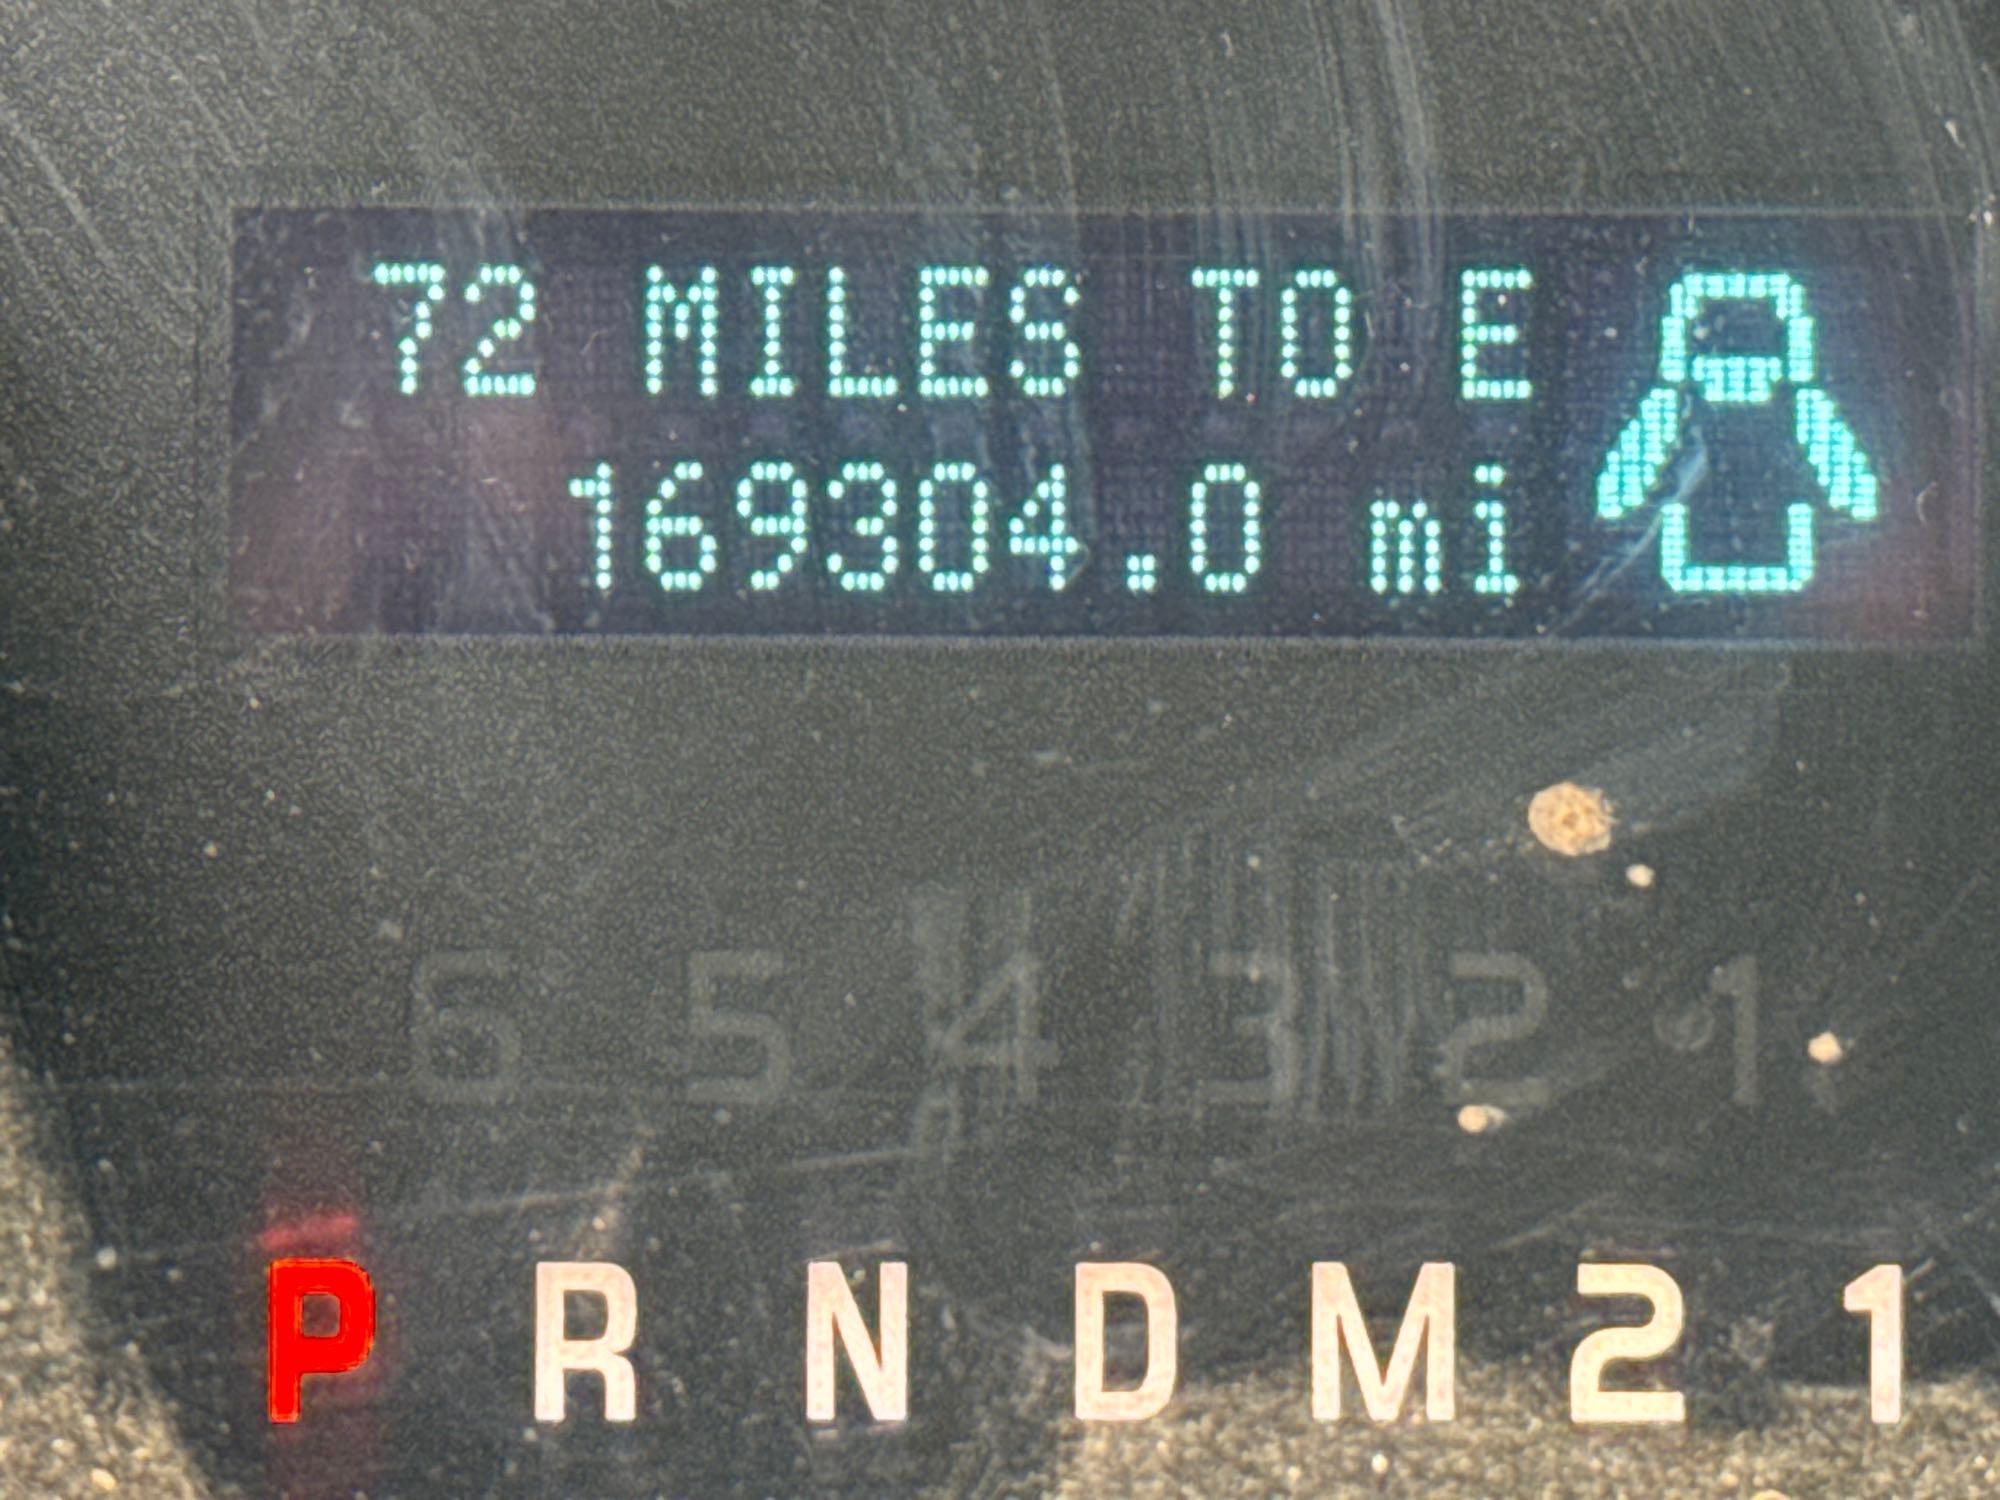 72 MILES TO E
169304.0 mi
6 5 4 3 2 1
P R N D M 2 1